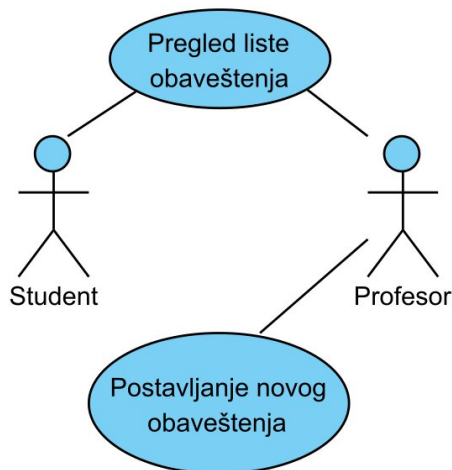 Pregled liste
obaveštenja
Student
Profesor
Postavljanje novog
obaveštenja